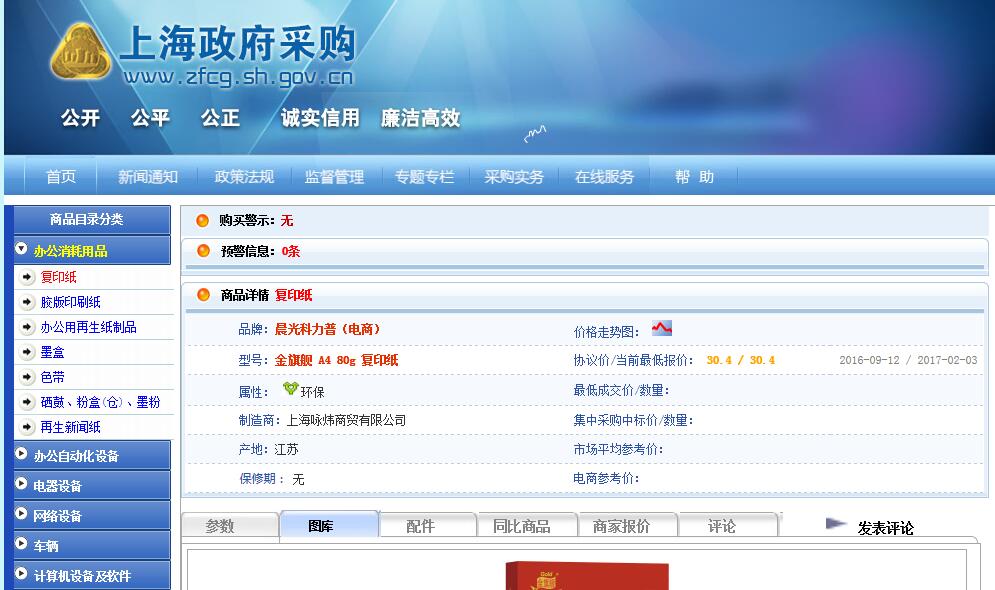 上海政府采购
www.zfcg.sh.gov.cn
公开 公平 公正 诚实信用 廉洁高效
首页 新闻通知 政策法规 监督管理 专题专栏 采购实务 在线服务 帮 助
商品目录分类
办公消耗用品
复印纸
胶版印刷纸
办公用再生纸制品
墨盒
色带
硒鼓、粉盒(仓)、墨粉
再生新闻纸
办公自动化设备
电器设备
网络设备
车辆
计算机设备及软件
购买警示：无
预警信息：0条
商品详情 复印纸
品牌：晨光科力普（电商） 价格走势图：
型号：金旗舰 A4 80g 复印纸 协议价/当前最低报价： 30.4 / 30.4 2016-09-12 / 2017-02-03
属性： 环保 最低成交价/数量：
制造商：上海咏炜商贸有限公司 集中采购中标价/数量：
产地：江苏 市场平均参考价：
保修期： 无 电商参考价：
参数 图库 配件 同比商品 商家报价 评论 发表评论
Gold